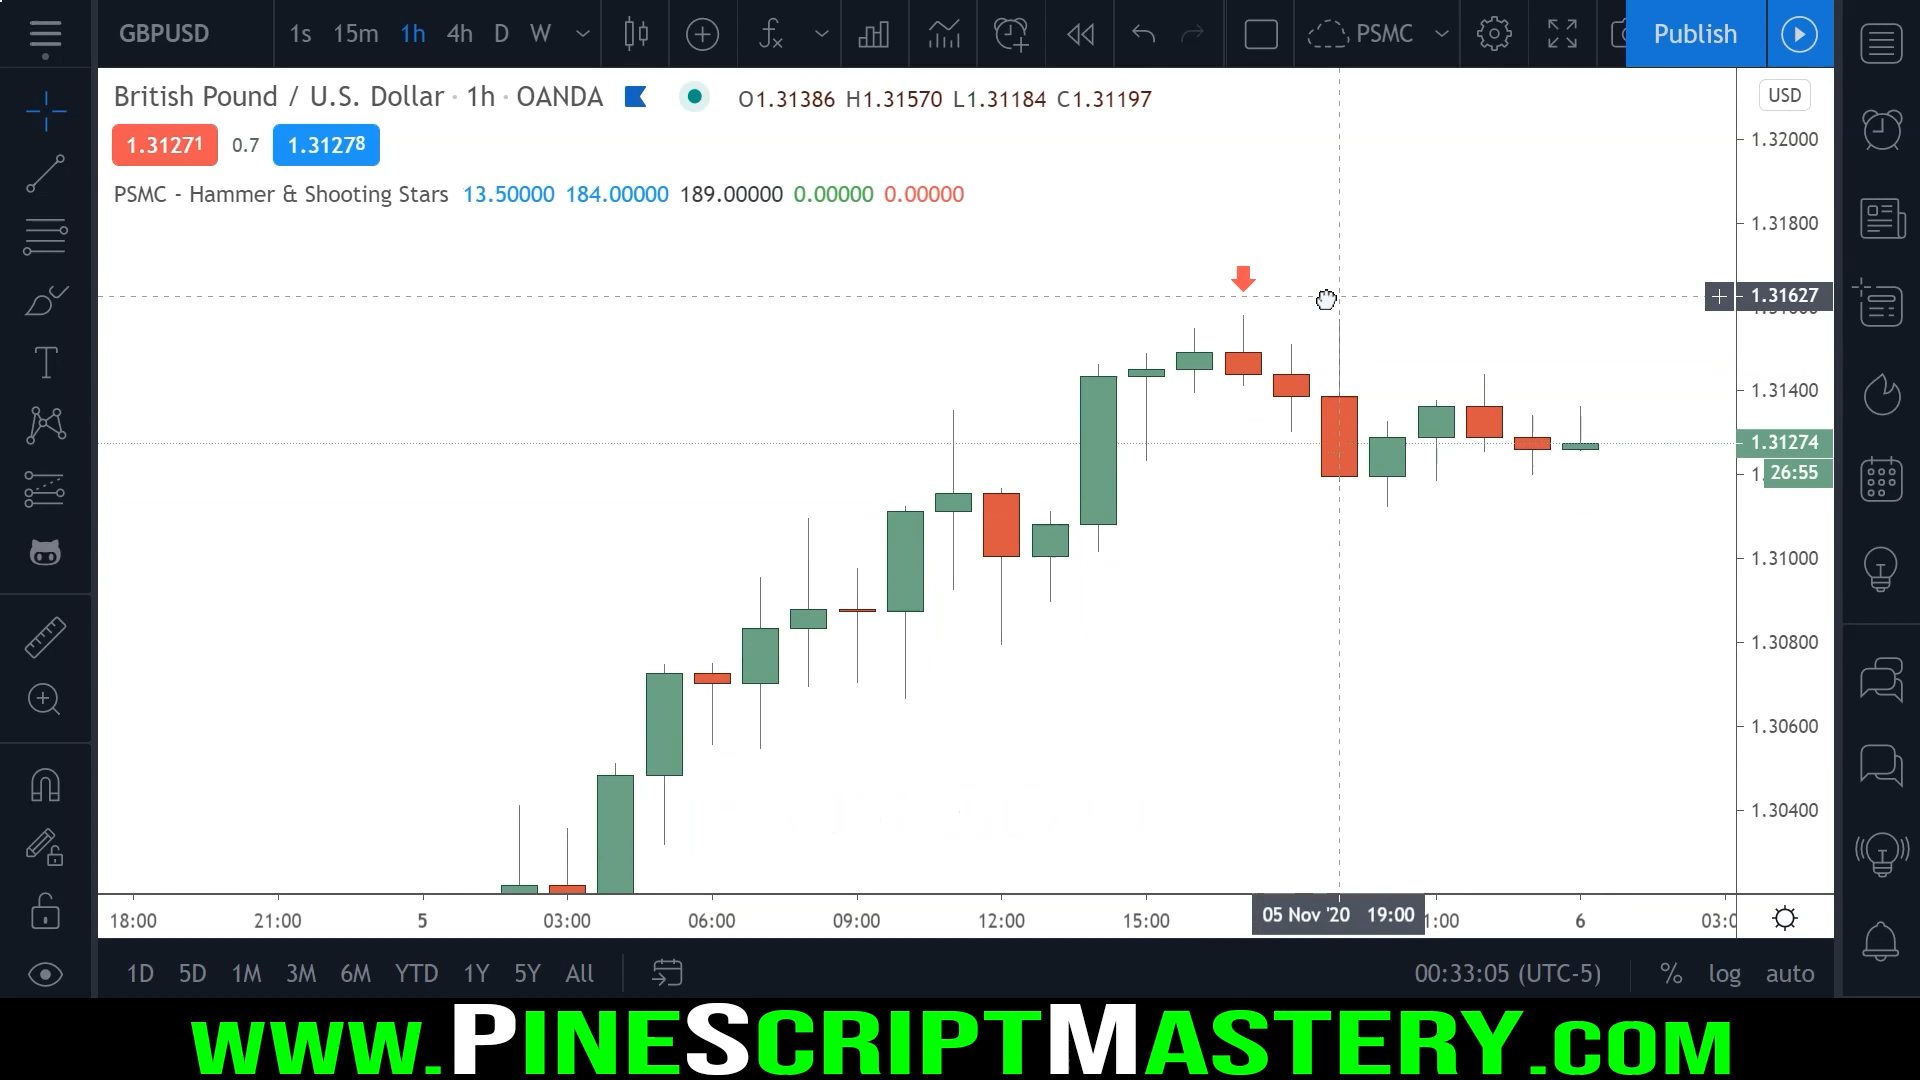 GBPUSD 1s 15m 1h 4h D W PSMC Publish
British Pound / U.S. Dollar · 1h · OANDA O1.31386 H1.31570 L1.31184 C1.31197 USD
1.31271 0.7 1.31278
PSMC - Hammer & Shooting Stars 13.50000 184.00000 189.00000 0.00000 0.00000
1.32000
1.31800
1.31627
1.31400
1.31274
26:55
1.31000
1.30800
1.30600
1.30400
18:00 21:00 5 03:00 06:00 09:00 12:00 15:00 05 Nov '20 19:00 1:00 6 03:0
1D 5D 1M 3M 6M YTD 1Y 5Y All 00:33:05 (UTC-5) % log auto
www.PineScriptMastery.com